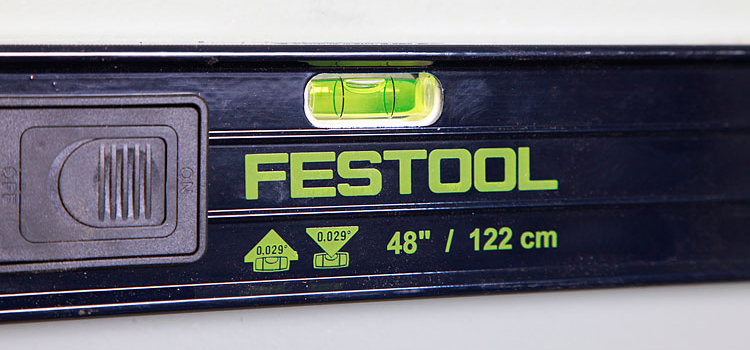 OFF
ON
FESTOOL
0.029° 0.029° 48" / 122 cm